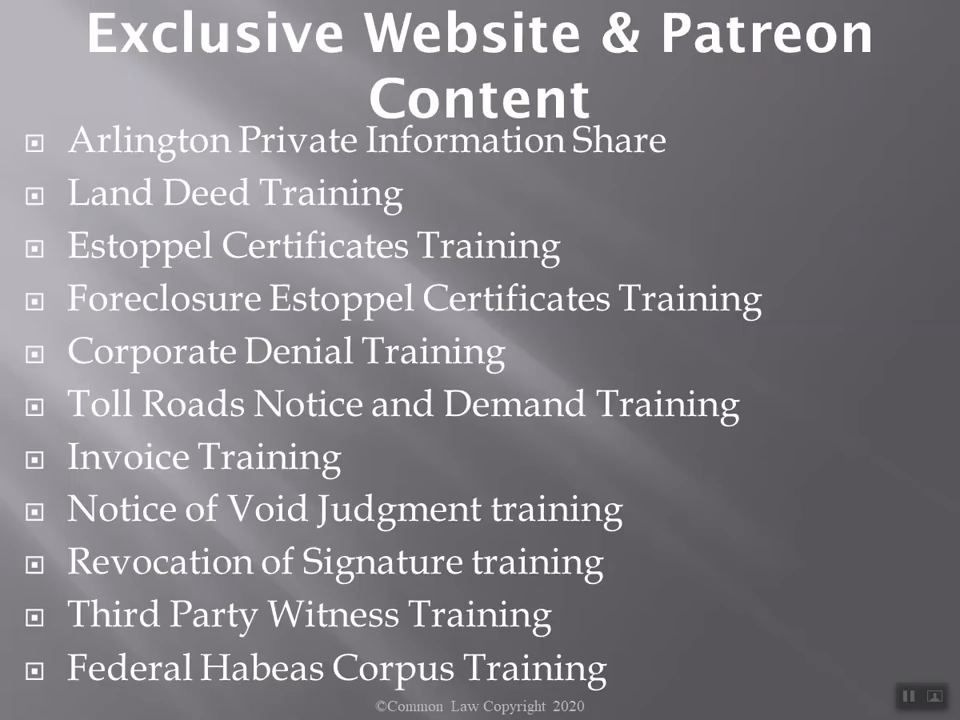 Exclusive Website & Patreon
Content
Arlington Private Information Share
Land Deed Training
Estoppel Certificates Training
Foreclosure Estoppel Certificates Training
Corporate Denial Training
Toll Roads Notice and Demand Training
Invoice Training
Notice of Void Judgment training
Revocation of Signature training
Third Party Witness Training
Federal Habeas Corpus Training
©Common Law Copyright 2020